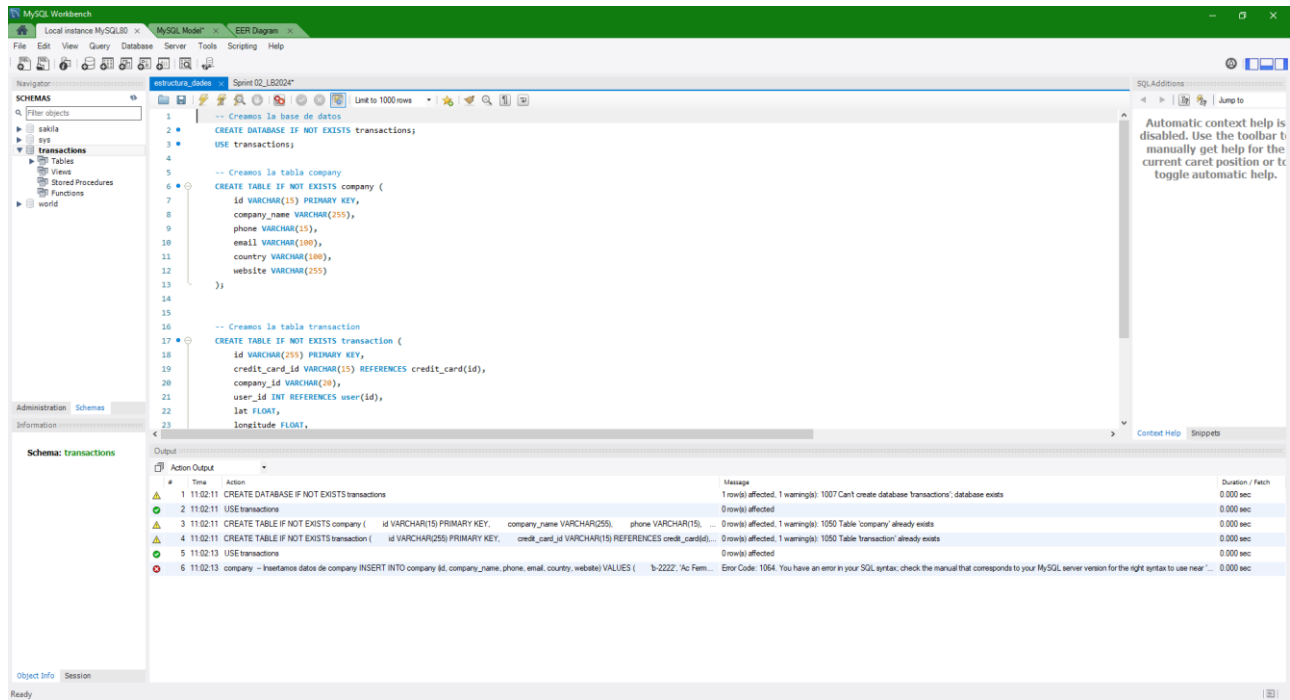 MySQL Workbench
Local instance MySQL80 × MySQL Model* × EER Diagram ×
File Edit View Query Database Server Tools Scripting Help
Navigator
SCHEMAS
Filter objects
sakila
sys
transactions
Tables
Views
Stored Procedures
Functions
world
Administration Schemas
Information
Schema: transactions
Object Info Session
Ready
estructura_dades × Sprint 02_LB2024*
Limit to 1000 rows
1 -- Creamos la base de datos
2 CREATE DATABASE IF NOT EXISTS transactions;
3 USE transactions;
4
5 -- Creamos la tabla company
6 CREATE TABLE IF NOT EXISTS company (
7 id VARCHAR(15) PRIMARY KEY,
8 company_name VARCHAR(255),
9 phone VARCHAR(15),
10 email VARCHAR(100),
11 country VARCHAR(100),
12 website VARCHAR(255)
13 );
14
15
16 -- Creamos la tabla transaction
17 CREATE TABLE IF NOT EXISTS transaction (
18 id VARCHAR(255) PRIMARY KEY,
19 credit_card_id VARCHAR(15) REFERENCES credit_card(id),
20 company_id VARCHAR(20),
21 user_id INT REFERENCES user(id),
22 lat FLOAT,
23 longitude FLOAT,
SQLAdditions
Jump to
Automatic context help is
disabled. Use the toolbar t
manually get help for the
current caret position or to
toggle automatic help.
Context Help Snippets
Output
Action Output
# Time Action Message Duration / Fetch
1 11:02:11 CREATE DATABASE IF NOT EXISTS transactions 1 row(s) affected, 1 warning(s): 1007 Can't create database 'transactions'; database exists 0.000 sec
2 11:02:11 USE transactions 0 row(s) affected 0.000 sec
3 11:02:11 CREATE TABLE IF NOT EXISTS company ( id VARCHAR(15) PRIMARY KEY, company_name VARCHAR(255), phone VARCHAR(15), ... 0 row(s) affected, 1 warning(s): 1050 Table 'company' already exists 0.000 sec
4 11:02:11 CREATE TABLE IF NOT EXISTS transaction ( id VARCHAR(255) PRIMARY KEY, credit_card_id VARCHAR(15) REFERENCES credit_card(id),... 0 row(s) affected, 1 warning(s): 1050 Table 'transaction' already exists 0.000 sec
5 11:02:13 USE transactions 0 row(s) affected 0.000 sec
6 11:02:13 company -- Insertamos datos de company INSERT INTO company (id, company_name, phone, email, country, website) VALUES ( 'b-2222', 'Ac Ferm... Error Code: 1064. You have an error in your SQL syntax; check the manual that corresponds to your MySQL server version for the right syntax to use near '... 0.000 sec